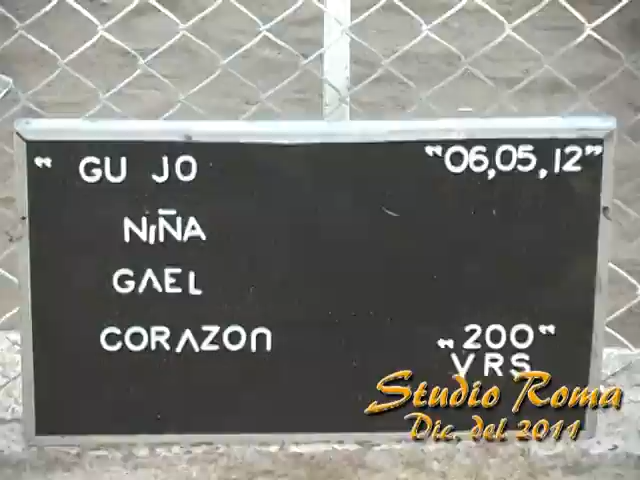 " GU JO "06,05,12"
NIÑA
GAEL
CORAZON "200"
VRS
Studio Roma
Dic. del 2011